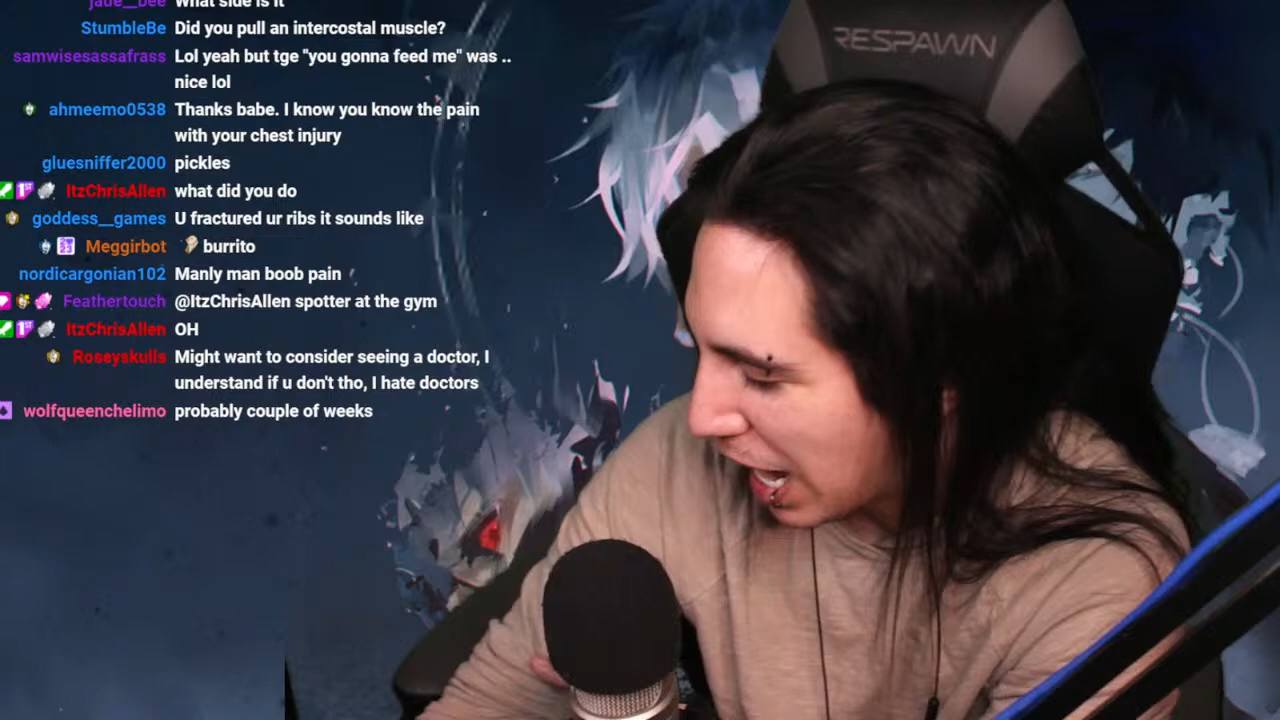 jade__bee What side is it
StumbleBe Did you pull an intercostal muscle?
samwisesassafrass Lol yeah but tge "you gonna feed me" was ..
nice lol
ahmeemo0538 Thanks babe. I know you know the pain
with your chest injury
gluesniffer2000 pickles
ItzChrisAllen what did you do
goddess__games U fractured ur ribs it sounds like
Meggirbot burrito
nordicargonian102 Manly man boob pain
Feathertouch @ItzChrisAllen spotter at the gym
ItzChrisAllen OH
Roseyskulls Might want to consider seeing a doctor, I
understand if u don't tho, I hate doctors
wolfqueenchelimo probably couple of weeks
RESPAWN